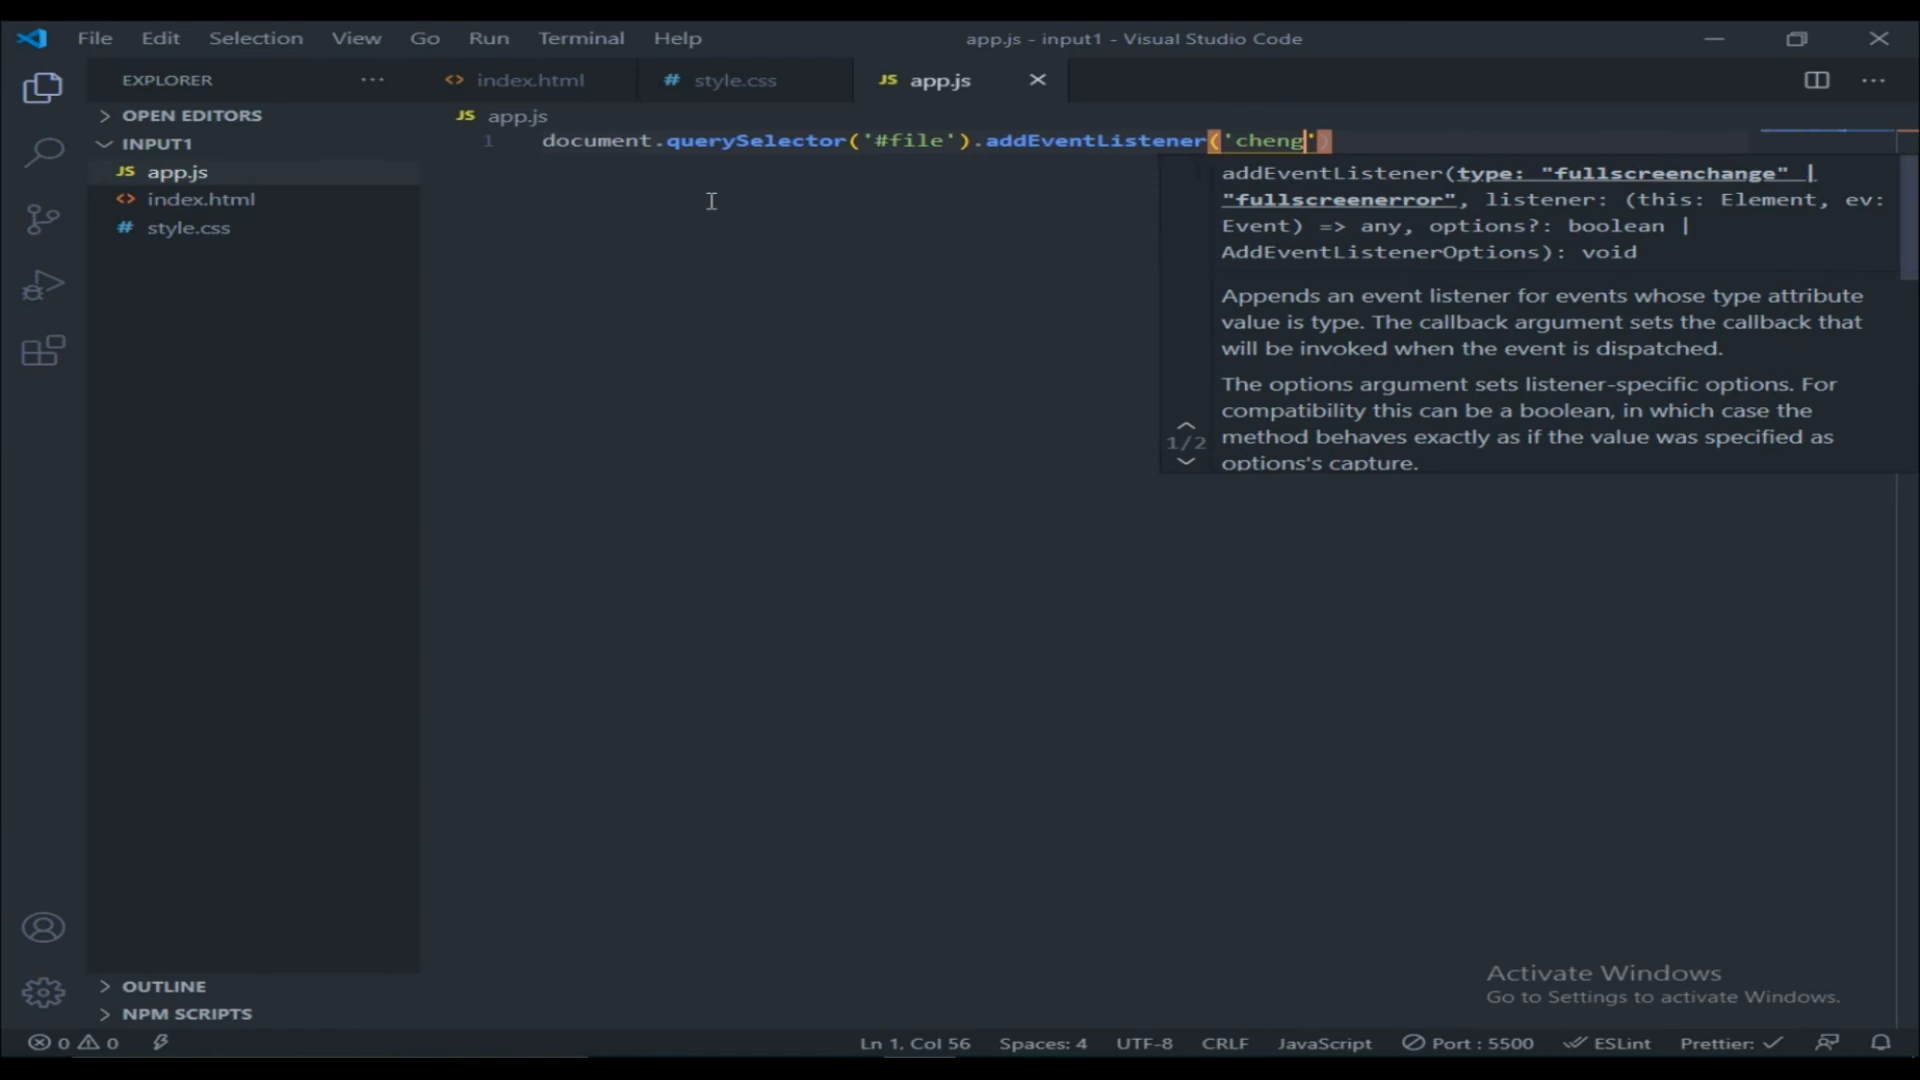 File Edit Selection View Go Run Terminal Help app.js - input1 - Visual Studio Code
EXPLORER ··· <> index.html # style.css JS app.js ···
OPEN EDITORS
INPUT1
JS app.js
<> index.html
# style.css
JS app.js
1 document.querySelector('#file').addEventListener('cheng')
addEventListener(type: "fullscreenchange" |
"fullscreenerror", listener: (this: Element, ev:
Event) => any, options?: boolean |
AddEventListenerOptions): void
Appends an event listener for events whose type attribute
value is type. The callback argument sets the callback that
will be invoked when the event is dispatched.
The options argument sets listener-specific options. For
compatibility this can be a boolean, in which case the
method behaves exactly as if the value was specified as
options's capture.
1/2
Activate Windows
Go to Settings to activate Windows.
OUTLINE
NPM SCRIPTS
0 0 Ln 1, Col 56 Spaces: 4 UTF-8 CRLF JavaScript Port : 5500 ESLint Prettier: ✓